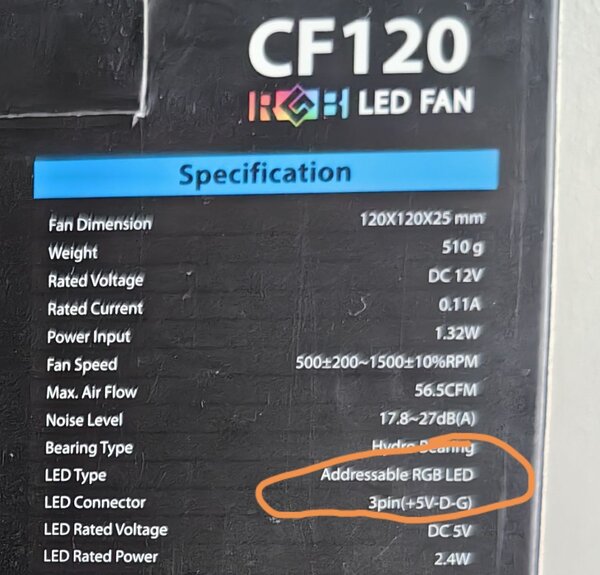 CF120
RGB LED FAN
Specification
Fan Dimension 120X120X25 mm
Weight 510 g
Rated Voltage DC 12V
Rated Current 0.11A
Power Input 1.32W
Fan Speed 500±200~1500±10%RPM
Max. Air Flow 56.5CFM
Noise Level 17.8~27dB(A)
Bearing Type Hydro Bearing
LED Type Addressable RGB LED
LED Connector 3pin(+5V-D-G)
LED Rated Voltage DC 5V
LED Rated Power 2.4W